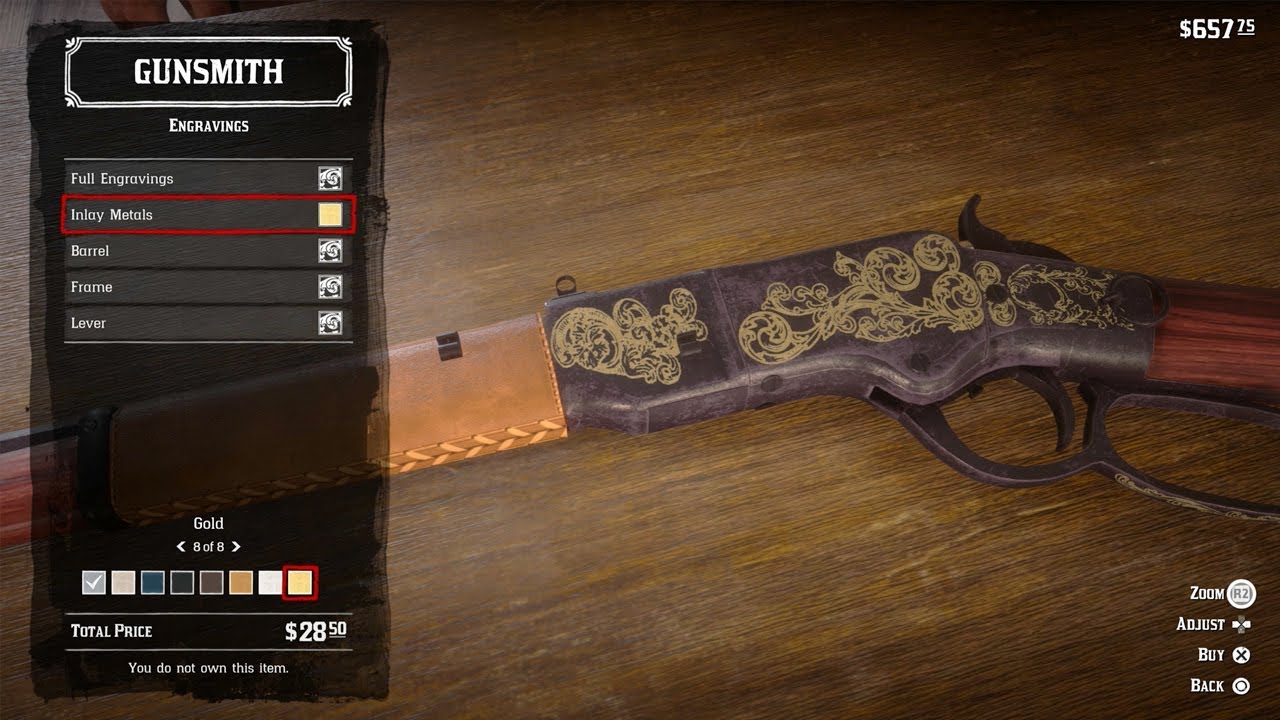 $657 75
GUNSMITH
ENGRAVINGS
Full Engravings
Inlay Metals
Barrel
Frame
Lever
Gold
8 of 8
TOTAL PRICE $28 50
You do not own this item.
ZOOM R2
ADJUST
BUY
BACK